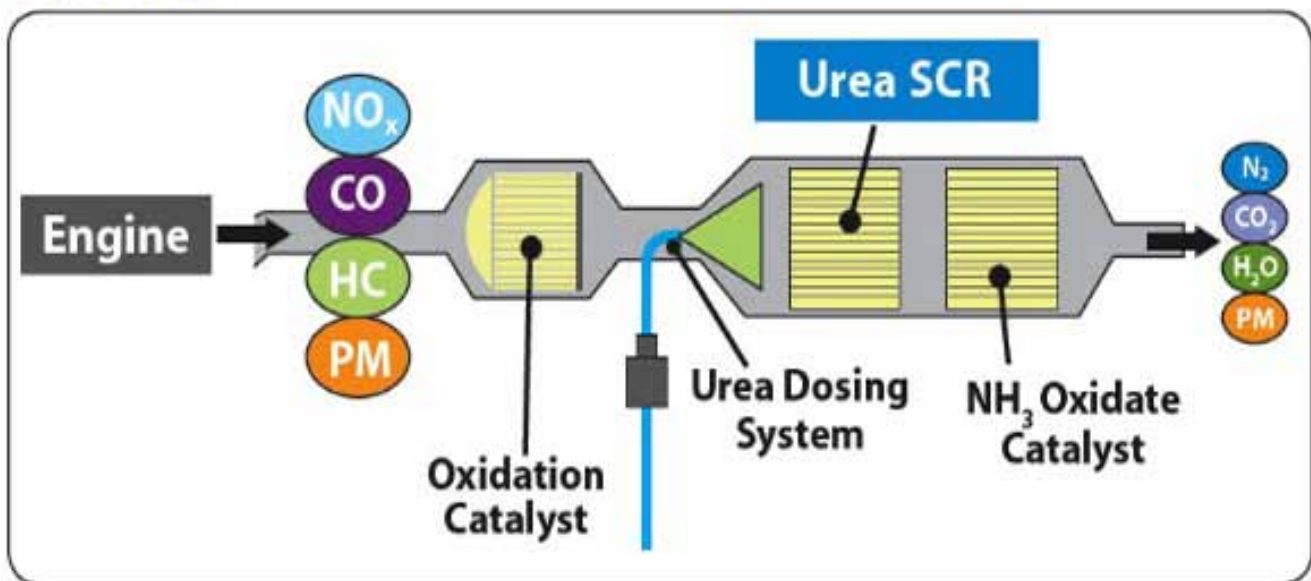 Urea SCR
NOₓ
CO
HC
PM
Engine
N₂
CO₂
H₂O
PM
Oxidation
Catalyst
Urea Dosing
System
NH₃ Oxidate
Catalyst